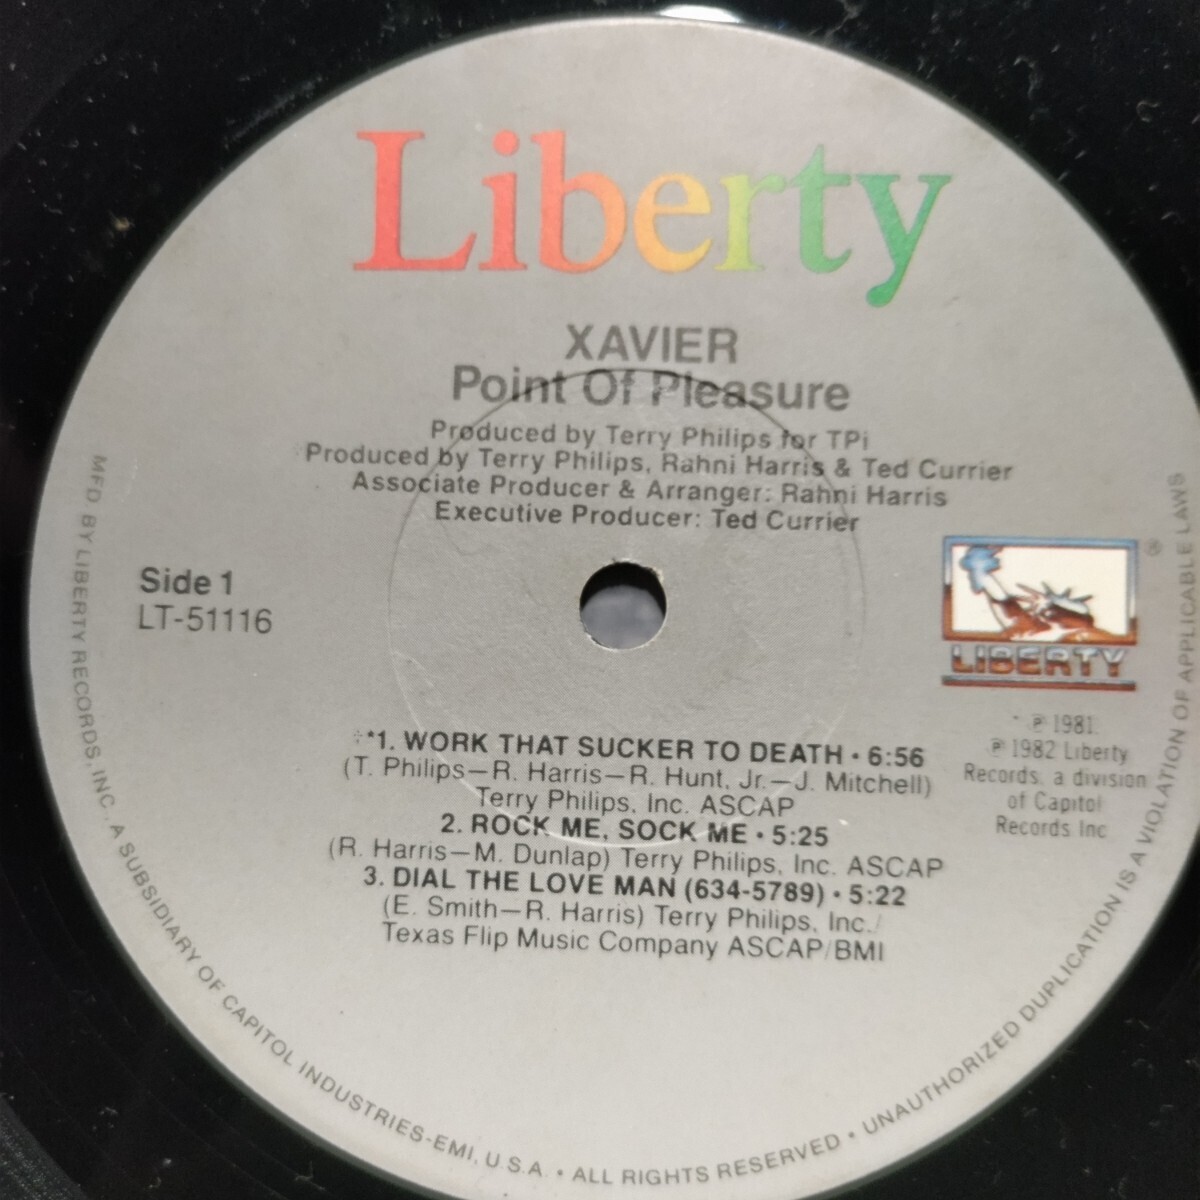 Liberty
XAVIER
Point Of Pleasure
Produced by Terry Philips for TPi
Produced by Terry Philips, Rahni Harris & Ted Currier
Associate Producer & Arranger: Rahni Harris
Executive Producer: Ted Currier
Side 1
LT-51116
®
LIBERTY
* ℗ 1981.
℗ 1982 Liberty
Records, a division
of Capitol
Records Inc
÷*1. WORK THAT SUCKER TO DEATH • 6:56
(T. Philips—R. Harris—R. Hunt, Jr.—J. Mitchell)
Terry Philips, Inc. ASCAP
2. ROCK ME, SOCK ME • 5:25
(R. Harris—M. Dunlap) Terry Philips, Inc. ASCAP
3. DIAL THE LOVE MAN (634-5789) • 5:22
(E. Smith—R. Harris) Terry Philips, Inc./
Texas Flip Music Company ASCAP/BMI
MFD BY LIBERTY RECORDS, INC., A SUBSIDIARY OF CAPITOL INDUSTRIES-EMI, U.S.A. • ALL RIGHTS RESERVED • UNAUTHORIZED DUPLICATION IS A VIOLATION OF APPLICABLE LAWS